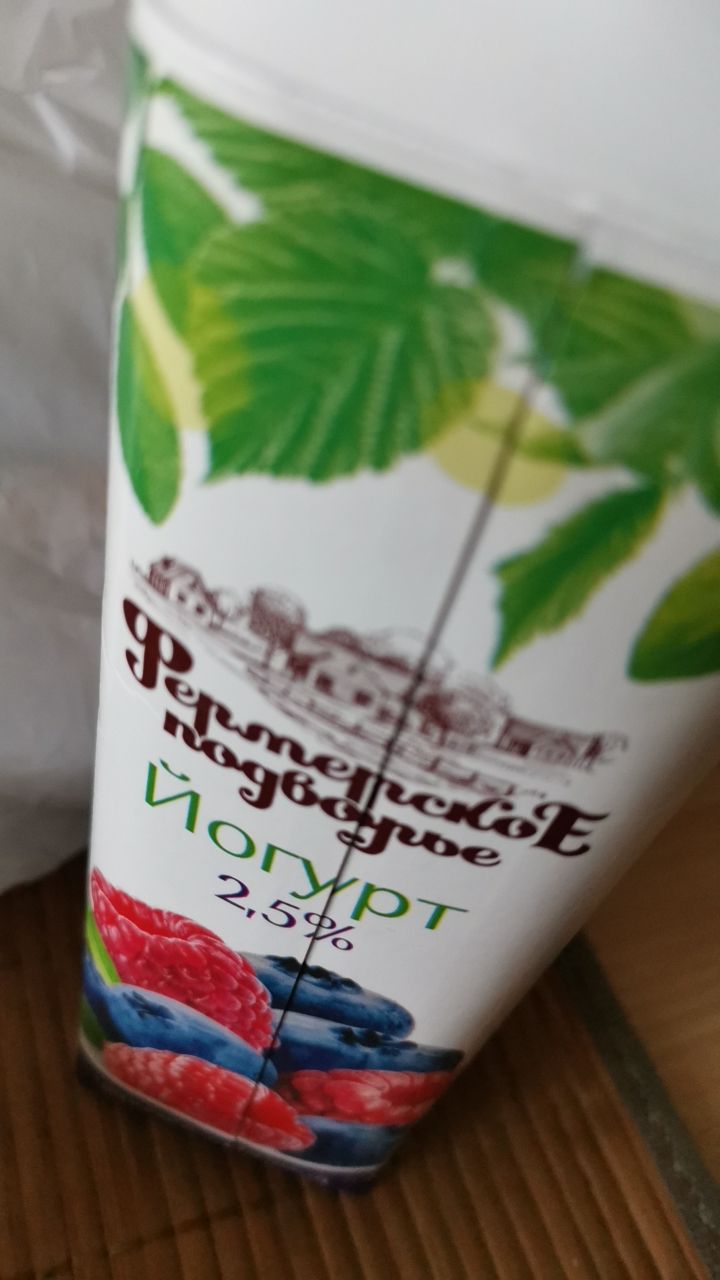 Фермерское
подворье
Йогурт
2,5%